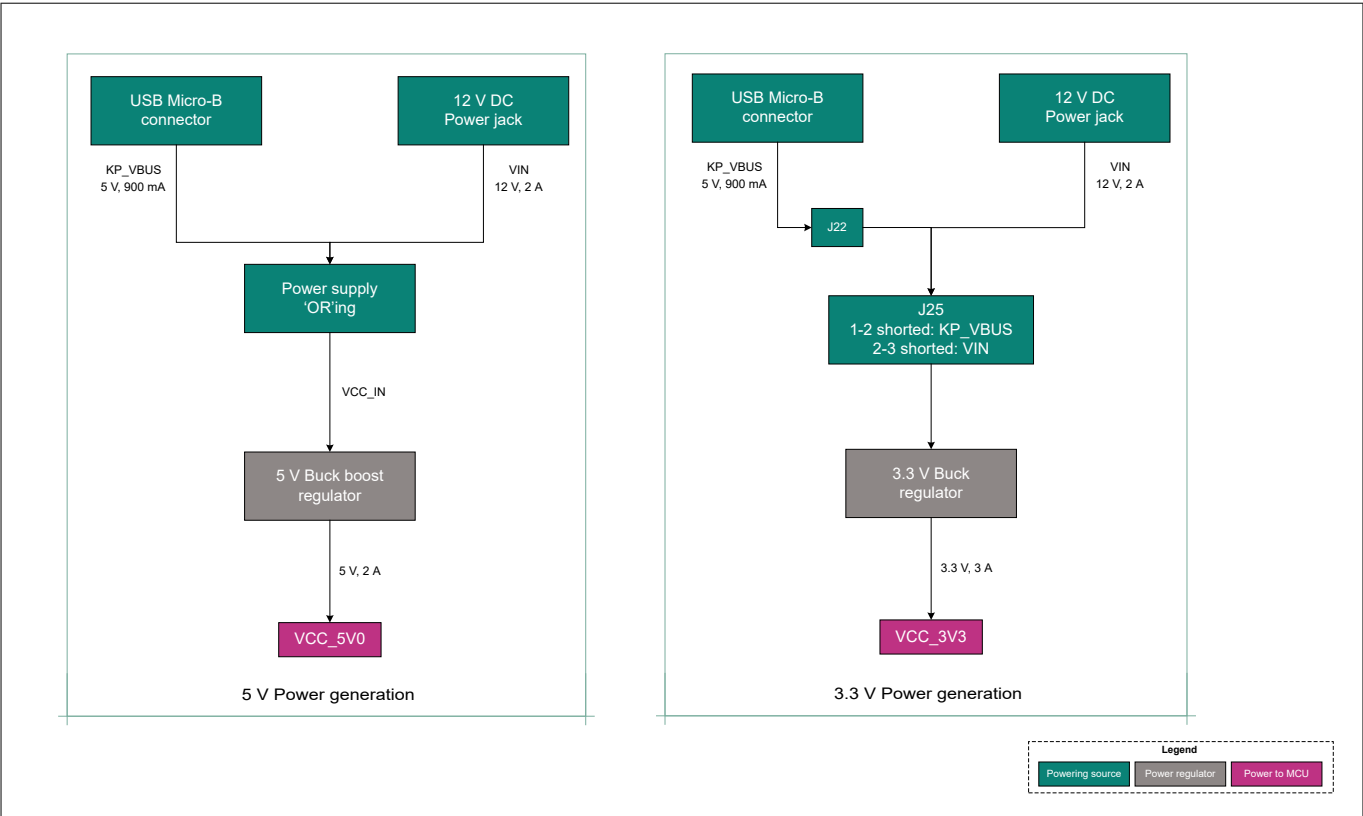 USB Micro-B
connector
12 V DC
Power jack
KP_VBUS
5 V, 900 mA
VIN
12 V, 2 A
Power supply
‘OR’ing
VCC_IN
5 V Buck boost
regulator
5 V, 2 A
VCC_5V0
5 V Power generation
USB Micro-B
connector
12 V DC
Power jack
KP_VBUS
5 V, 900 mA
VIN
12 V, 2 A
J22
J25
1-2 shorted: KP_VBUS
2-3 shorted: VIN
3.3 V Buck
regulator
3.3 V, 3 A
VCC_3V3
3.3 V Power generation
Legend
Powering source
Power regulator
Power to MCU